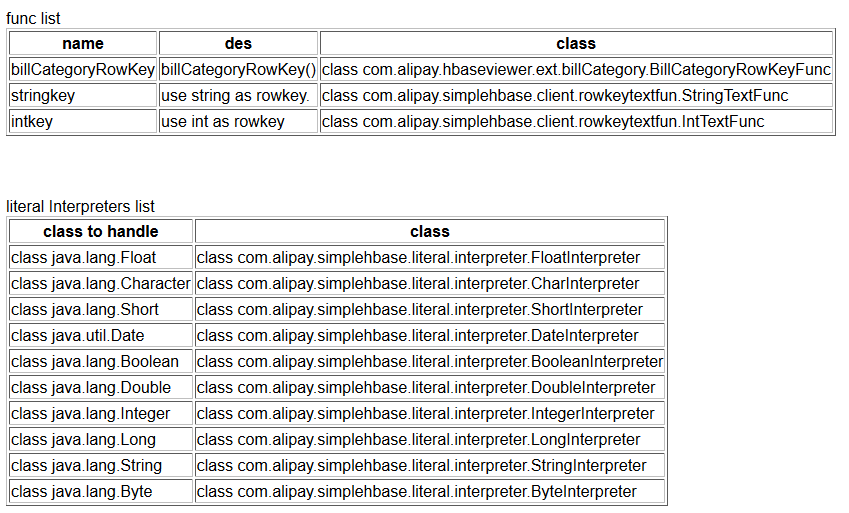 func list
name des class
billCategoryRowKey billCategoryRowKey() class com.alipay.hbaseviewer.ext.billCategory.BillCategoryRowKeyFunc
stringkey use string as rowkey. class com.alipay.simplehbase.client.rowkeytextfun.StringTextFunc
intkey use int as rowkey class com.alipay.simplehbase.client.rowkeytextfun.IntTextFunc
literal Interpreters list
class to handle class
class java.lang.Float class com.alipay.simplehbase.literal.interpreter.FloatInterpreter
class java.lang.Character class com.alipay.simplehbase.literal.interpreter.CharInterpreter
class java.lang.Short class com.alipay.simplehbase.literal.interpreter.ShortInterpreter
class java.util.Date class com.alipay.simplehbase.literal.interpreter.DateInterpreter
class java.lang.Boolean class com.alipay.simplehbase.literal.interpreter.BooleanInterpreter
class java.lang.Double class com.alipay.simplehbase.literal.interpreter.DoubleInterpreter
class java.lang.Integer class com.alipay.simplehbase.literal.interpreter.IntegerInterpreter
class java.lang.Long class com.alipay.simplehbase.literal.interpreter.LongInterpreter
class java.lang.String class com.alipay.simplehbase.literal.interpreter.StringInterpreter
class java.lang.Byte class com.alipay.simplehbase.literal.interpreter.ByteInterpreter